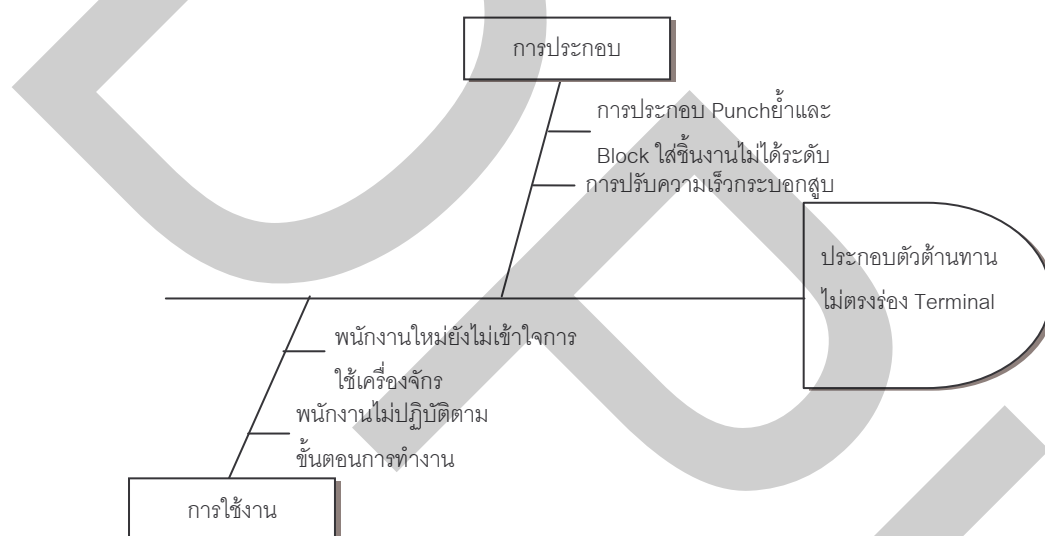 การประกอบ
การประกอบ Punchย้ำและ
Block ใส่ชิ้นงานไม่ได้ระดับ
การปรับความเร็วกระบอกสูบ
ประกอบตัวต้านทาน
ไม่ตรงร่อง Terminal
พนักงานใหม่ยังไม่เข้าใจการ
ใช้เครื่องจักร
พนักงานไม่ปฏิบัติตาม
ขั้นตอนการทำงาน
การใช้งาน